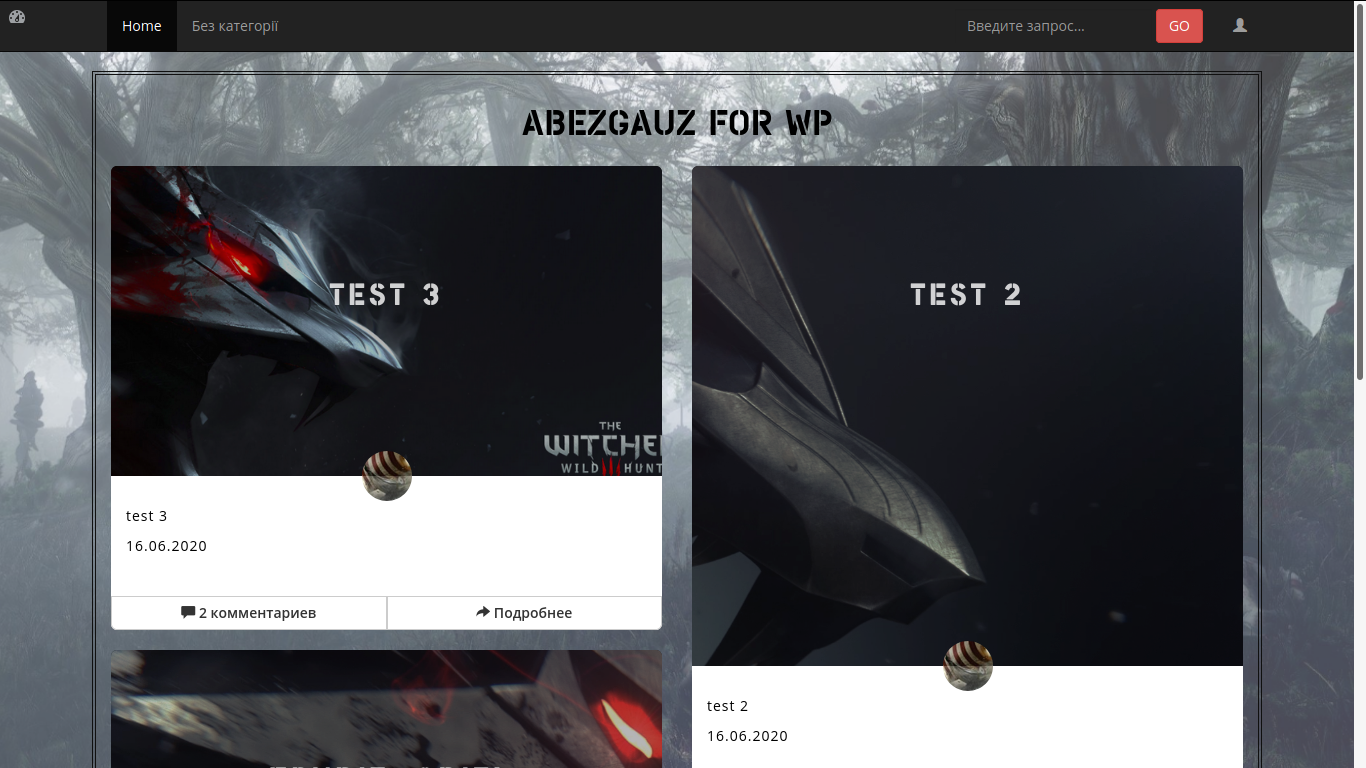 Home
Без категорії
Введите запрос...
GO
ABEZGAUZ FOR WP
TEST 3
THE
WITCHE
WILD HUNT
test 3
16.06.2020
2 комментариев
Подробнее
TEST 2
test 2
16.06.2020